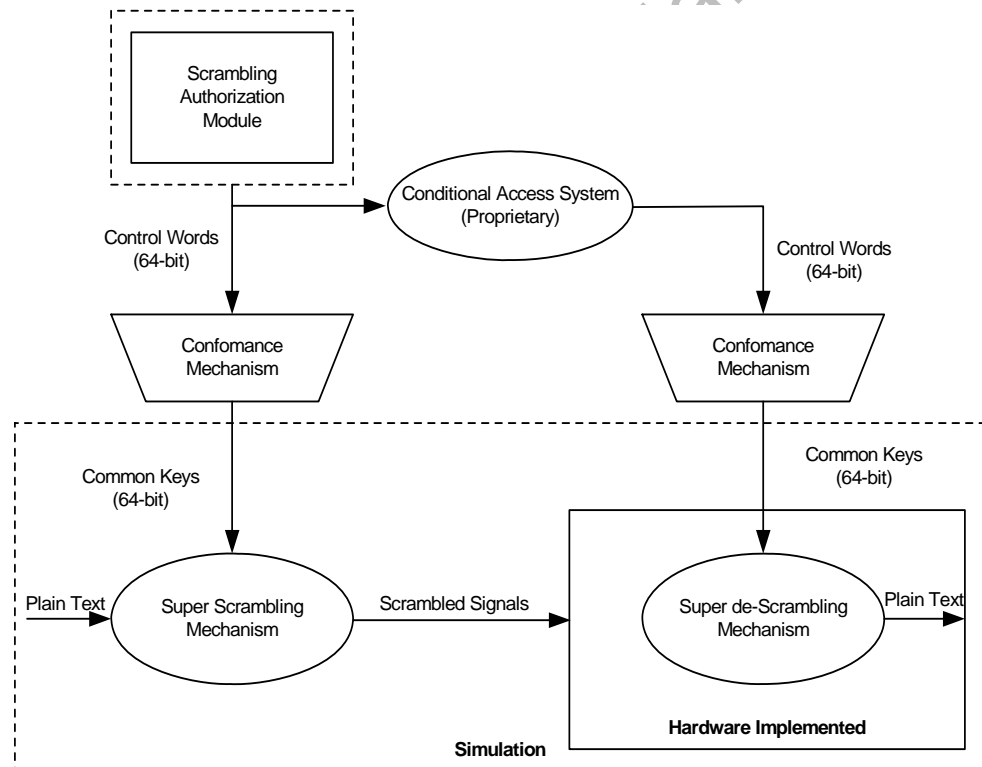 Scrambling
Authorization
Module
Conditional Access System
(Proprietary)
Control Words
(64-bit)
Control Words
(64-bit)
Confomance
Mechanism
Confomance
Mechanism
Common Keys
(64-bit)
Common Keys
(64-bit)
Plain Text
Super Scrambling
Mechanism
Scrambled Signals
Super de-Scrambling
Mechanism
Plain Text
Hardware Implemented
Simulation